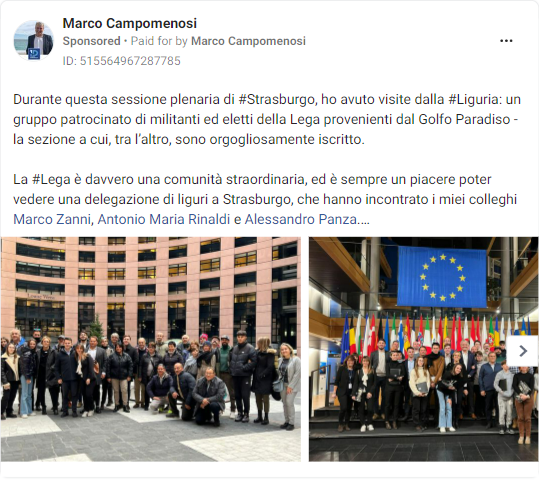 Marco Campomenosi
Sponsored • Paid for by Marco Campomenosi
ID: 515564967287785
Durante questa sessione plenaria di #Strasburgo, ho avuto visite dalla #Liguria: un
gruppo patrocinato di militanti ed eletti della Lega provenienti dal Golfo Paradiso -
la sezione a cui, tra l'altro, sono orgogliosamente iscritto.
La #Lega è davvero una comunità straordinaria, ed è sempre un piacere poter
vedere una delegazione di liguri a Strasburgo, che hanno incontrato i miei colleghi
Marco Zanni, Antonio Maria Rinaldi e Alessandro Panza....